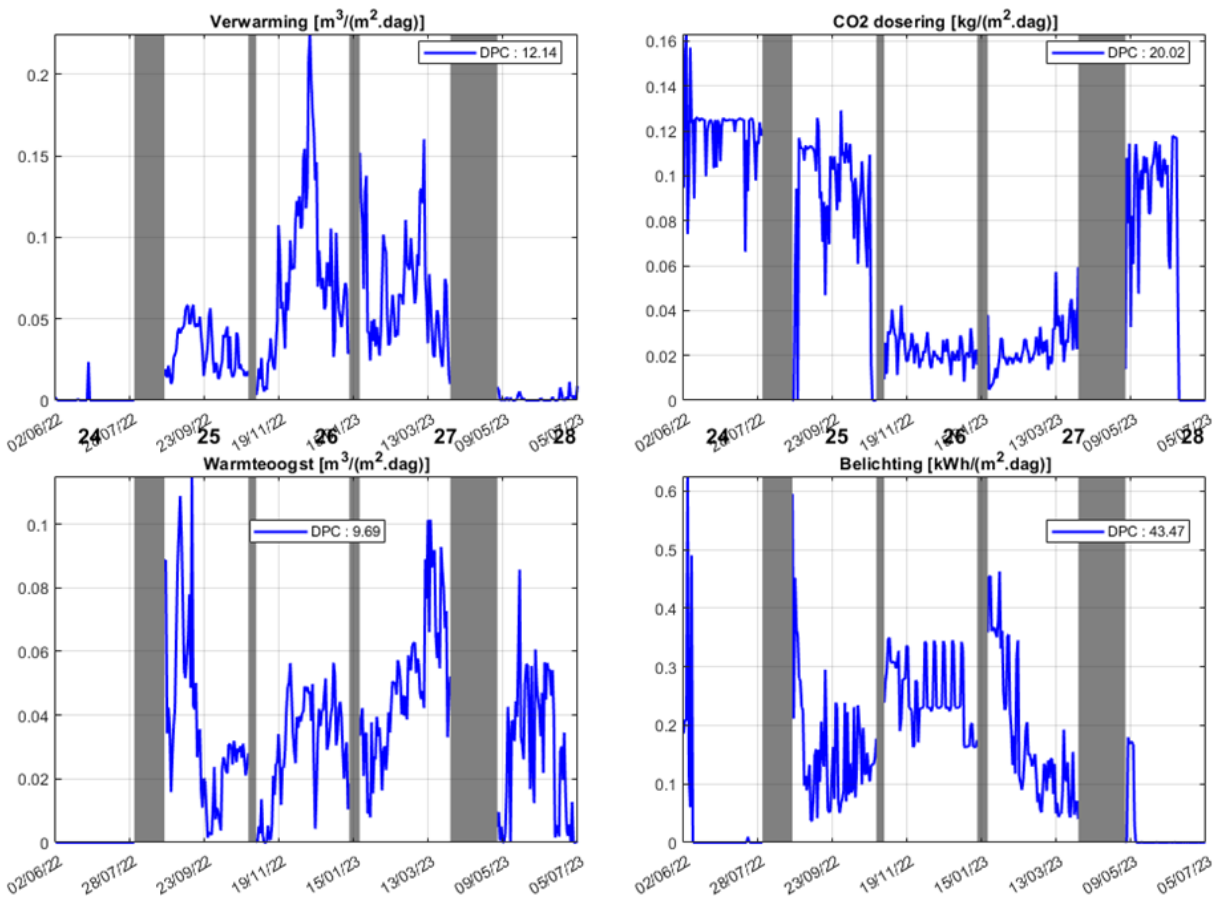 Verwarming [m³/(m².dag)]
DPC : 12.14
0.2
0.15
0.1
0.05
0
02/06/22 28/07/22 23/09/22 19/11/22 15/01/23 13/03/23 09/05/23 05/07/23
24 25 26 27 28
CO2 dosering [kg/(m².dag)]
DPC : 20.02
0.16
0.14
0.12
0.1
0.08
0.06
0.04
0.02
0
02/06/22 28/07/22 23/09/22 19/11/22 15/01/23 13/03/23 09/05/23 05/07/23
24 25 26 27 28
Warmteoogst [m³/(m².dag)]
DPC : 9.69
0.1
0.08
0.06
0.04
0.02
0
02/06/22 28/07/22 23/09/22 19/11/22 15/01/23 13/03/23 09/05/23 05/07/23
Belichting [kWh/(m².dag)]
DPC : 43.47
0.6
0.5
0.4
0.3
0.2
0.1
0
02/06/22 28/07/22 23/09/22 19/11/22 15/01/23 13/03/23 09/05/23 05/07/23